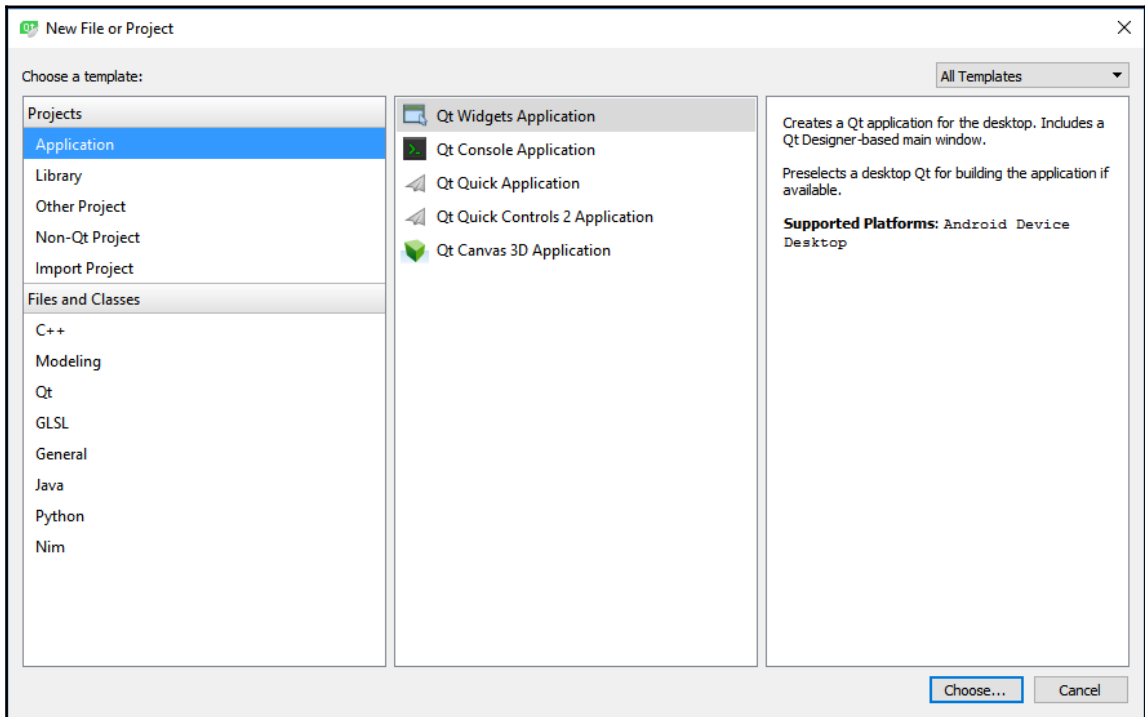 New File or Project
Choose a template:
All Templates
Projects
Application
Library
Other Project
Non-Qt Project
Import Project
Files and Classes
C++
Modeling
Qt
GLSL
General
Java
Python
Nim
Qt Widgets Application
Qt Console Application
Qt Quick Application
Qt Quick Controls 2 Application
Qt Canvas 3D Application
Creates a Qt application for the desktop. Includes a
Qt Designer-based main window.
Preselects a desktop Qt for building the application if
available.
Supported Platforms: Android Device
Desktop
Choose...
Cancel